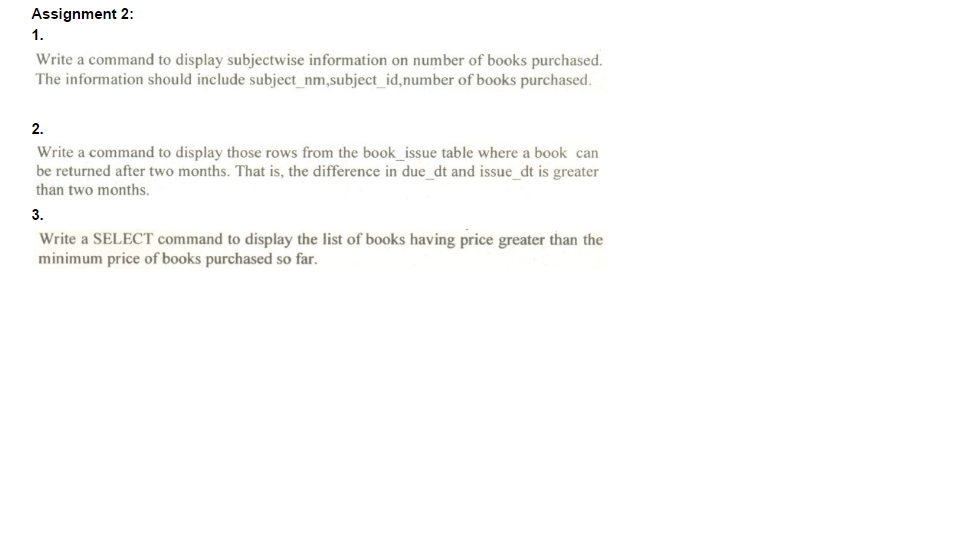 Assignment 2:
1.
Write a command to display subjectwise information on number of books purchased.
The information should include subject_nm,subject_id,number of books purchased.
2.
Write a command to display those rows from the book_issue table where a book can
be returned after two months. That is, the difference in due_dt and issue_dt is greater
than two months.
3.
Write a SELECT command to display the list of books having price greater than the
minimum price of books purchased so far.